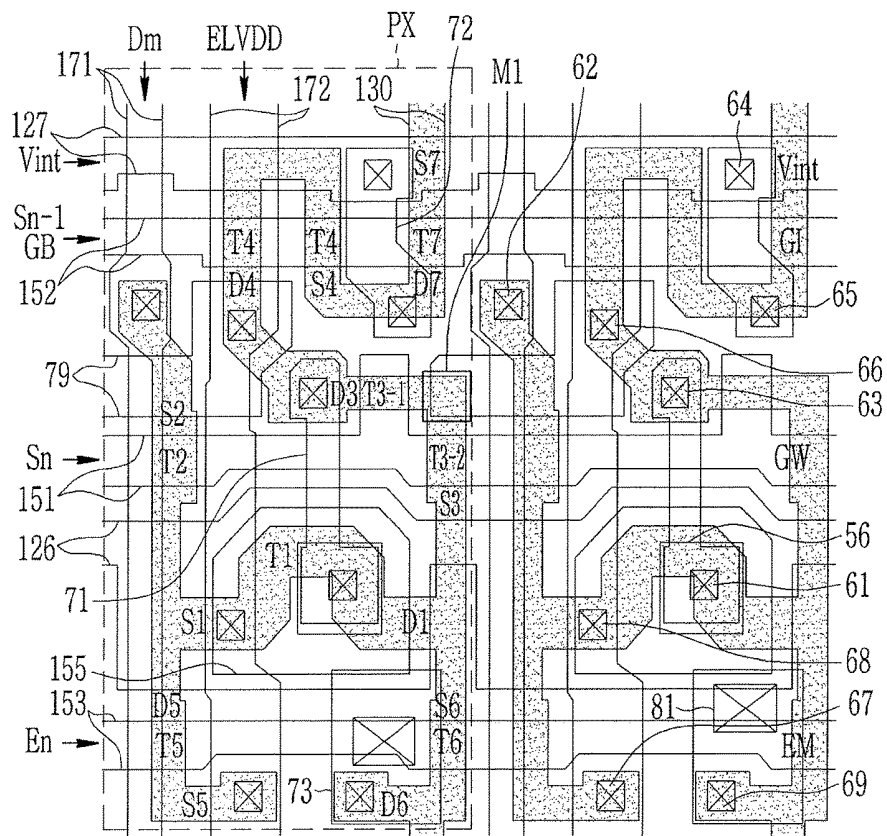 PX
72
Dm
ELVDD
M1
62
171
172
130
64
127
Vint
S7
Vint
Sn-1
GB
T4
T4
T7
GI
152
D4
S4
D7
65
66
79
D3
T3-1
63
S2
Sn
T2
T3-2
GW
151
S3
126
56
T1
71
61
S1
D1
155
68
153
D5
S6
81
67
En
T5
T6
EM
S5
73
D6
69